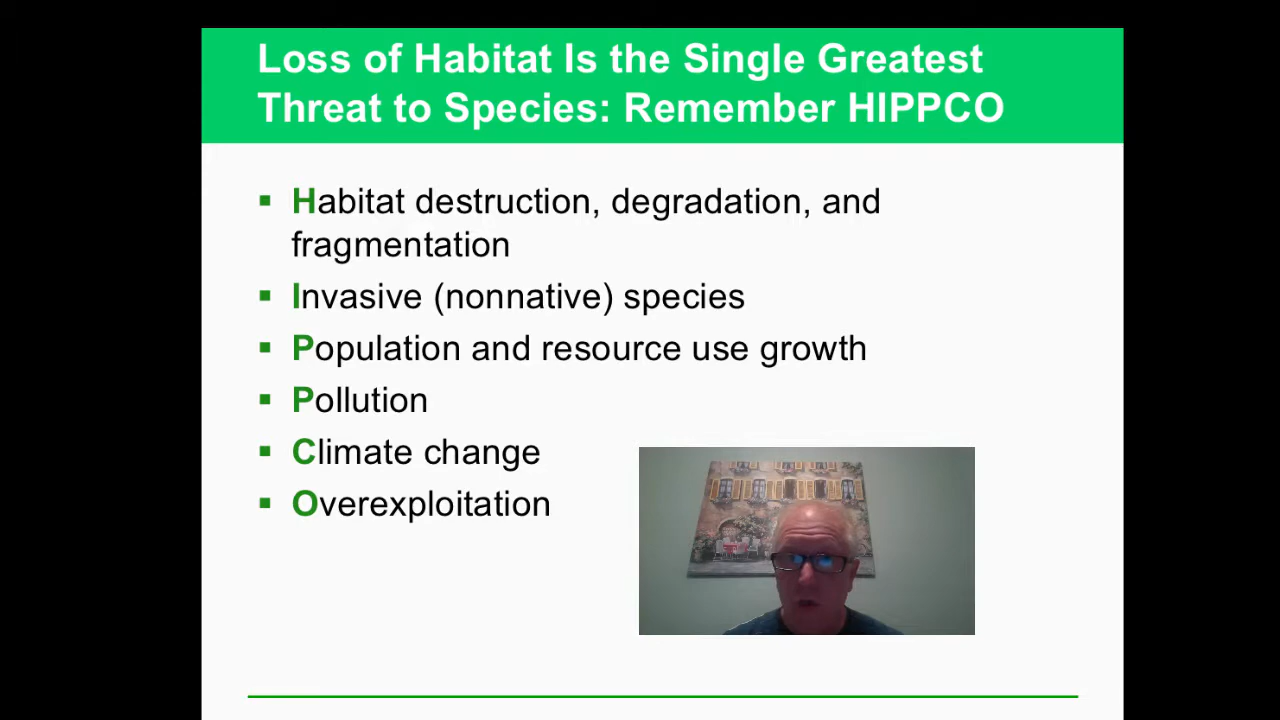 Loss of Habitat Is the Single Greatest
Threat to Species: Remember HIPPCO
▪ Habitat destruction, degradation, and
fragmentation
▪ Invasive (nonnative) species
▪ Population and resource use growth
▪ Pollution
▪ Climate change
▪ Overexploitation